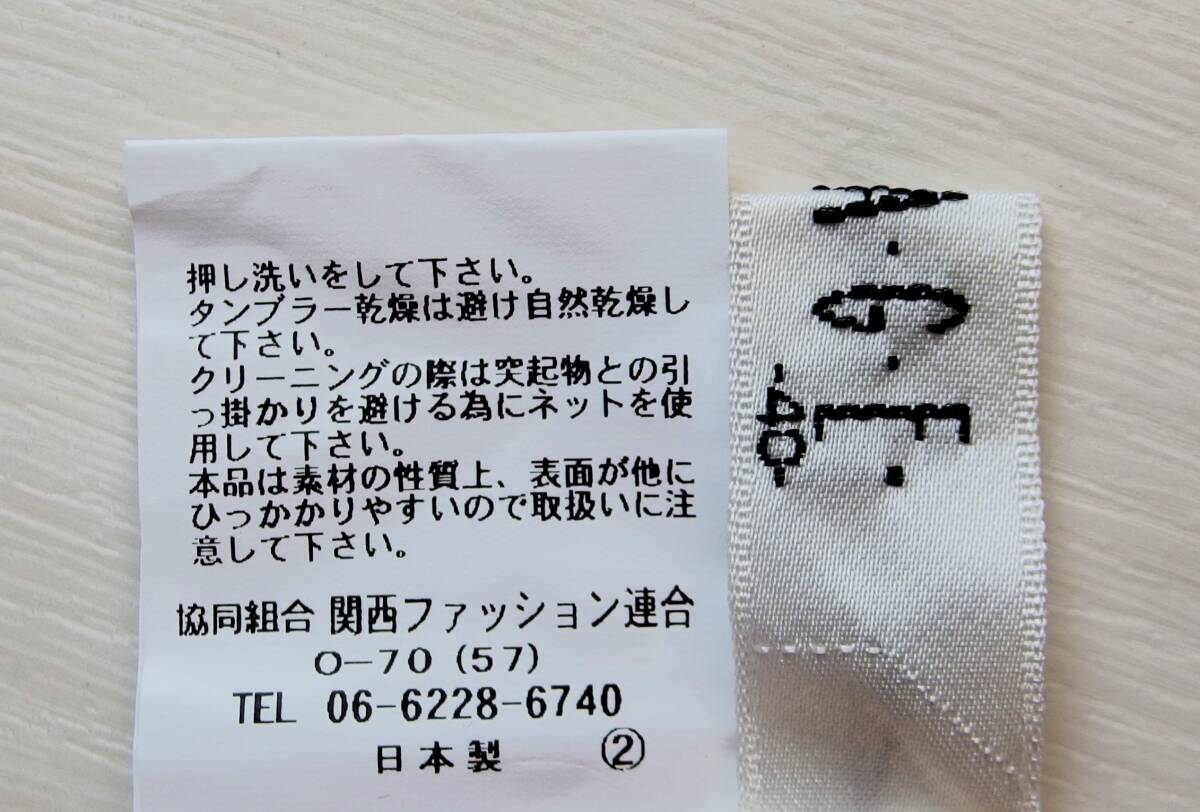 押し洗いをして下さい。
タンブラー乾燥は避け自然乾燥し
て下さい。
クリーニングの際は突起物との引
っ掛かりを避ける為にネットを使
用して下さい。
本品は素材の性質上、表面が他に
ひっかかりやすいので取扱いに注
意して下さい。
協同組合 関西ファッション連合
O-70 (57)
TEL 06-6228-6740
日本製 ②